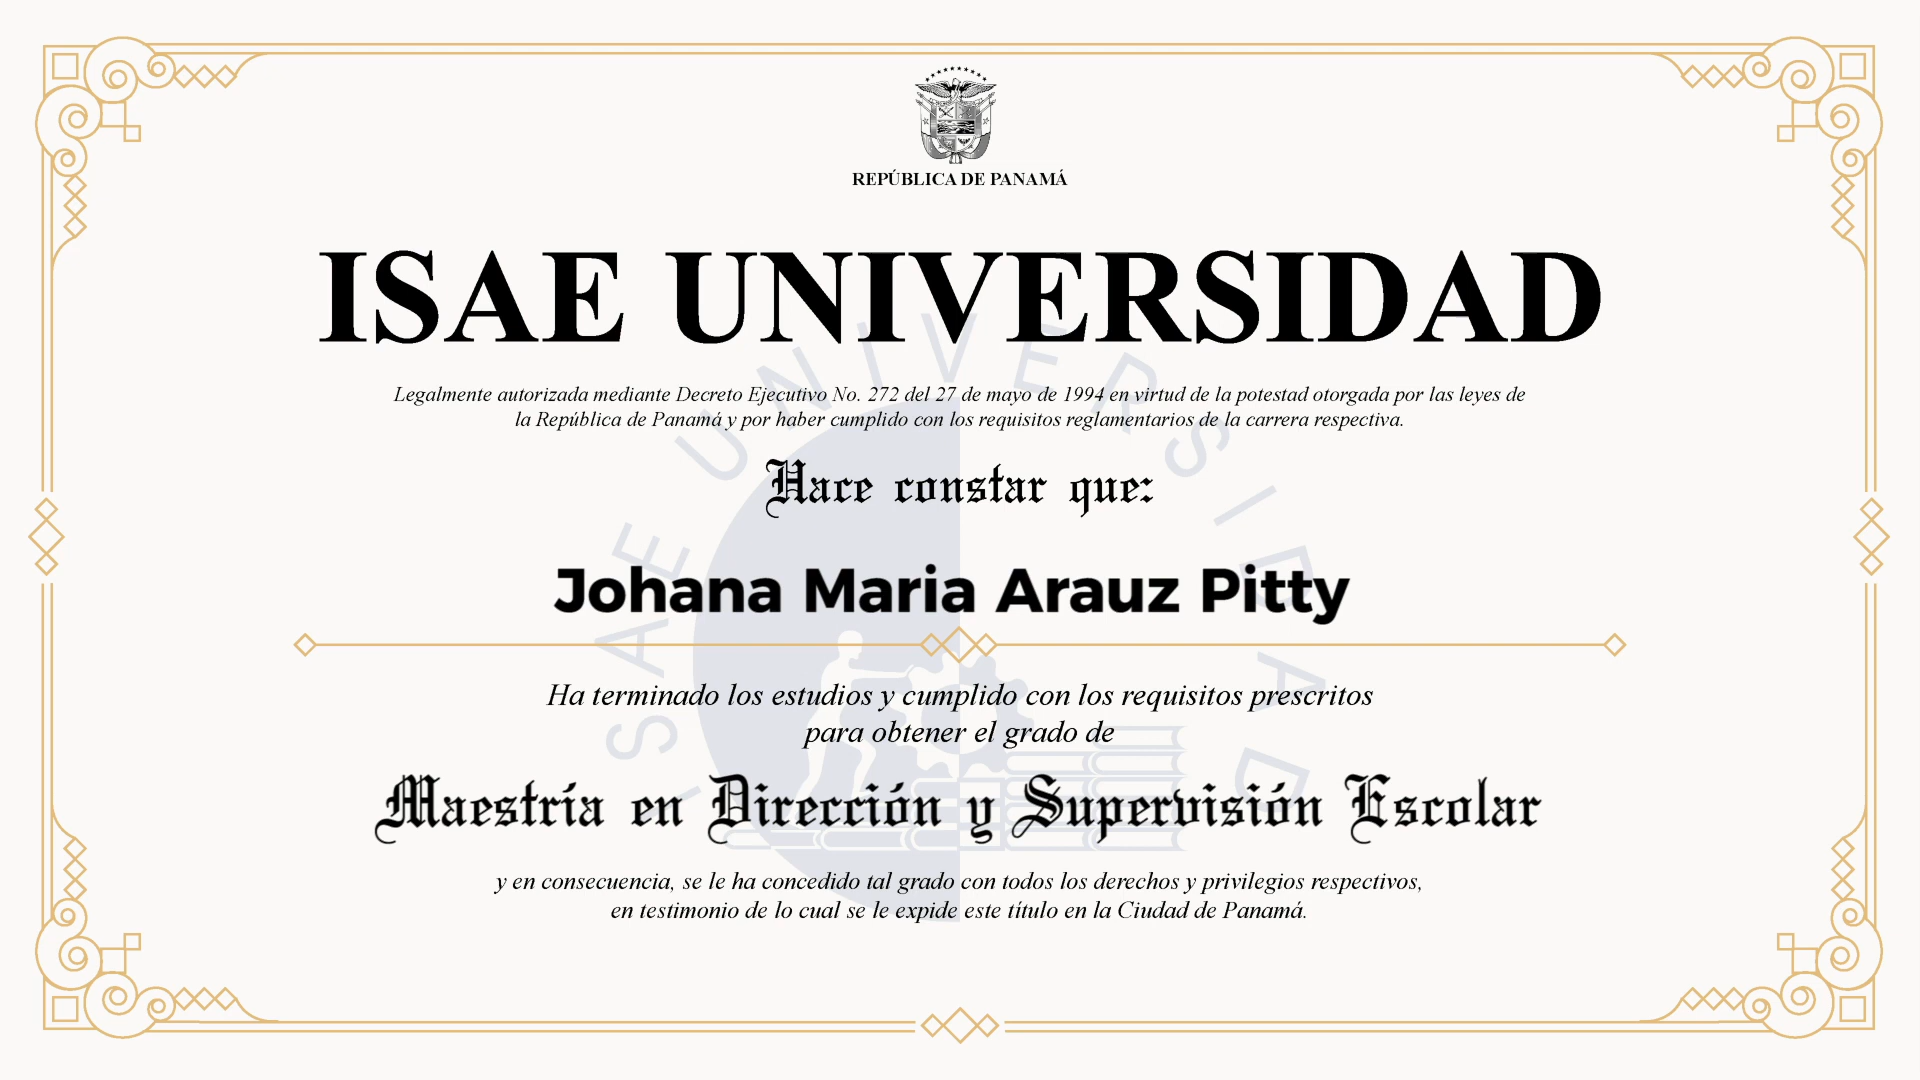 REPÚBLICA DE PANAMÁ
ISAE UNIVERSIDAD
Legalmente autorizada mediante Decreto Ejecutivo No. 272 del 27 de mayo de 1994 en virtud de la potestad otorgada por las leyes de
la República de Panamá y por haber cumplido con los requisitos reglamentarios de la carrera respectiva.
Hace constar que:
Johana Maria Arauz Pitty
Ha terminado los estudios y cumplido con los requisitos prescritos
para obtener el grado de
Maestría en Dirección y Supervisión Escolar
y en consecuencia, se le ha concedido tal grado con todos los derechos y privilegios respectivos,
en testimonio de lo cual se le expide este título en la Ciudad de Panamá.
ISAE UNIVERSIDAD